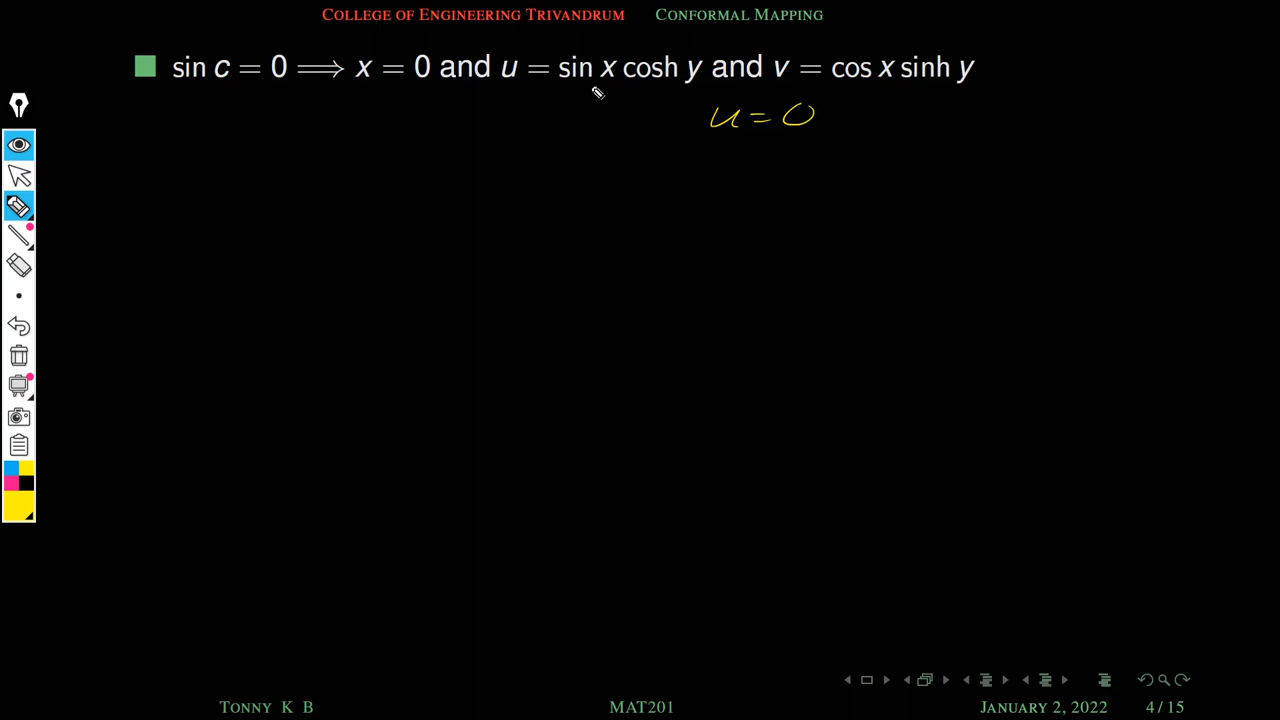 COLLEGE OF ENGINEERING TRIVANDRUM CONFORMAL MAPPING
sin c = 0 ⟹ x = 0 and u = sin x cosh y and v = cos x sinh y
u = 0
TONNY K B MAT201 JANUARY 2, 2022 4 / 15